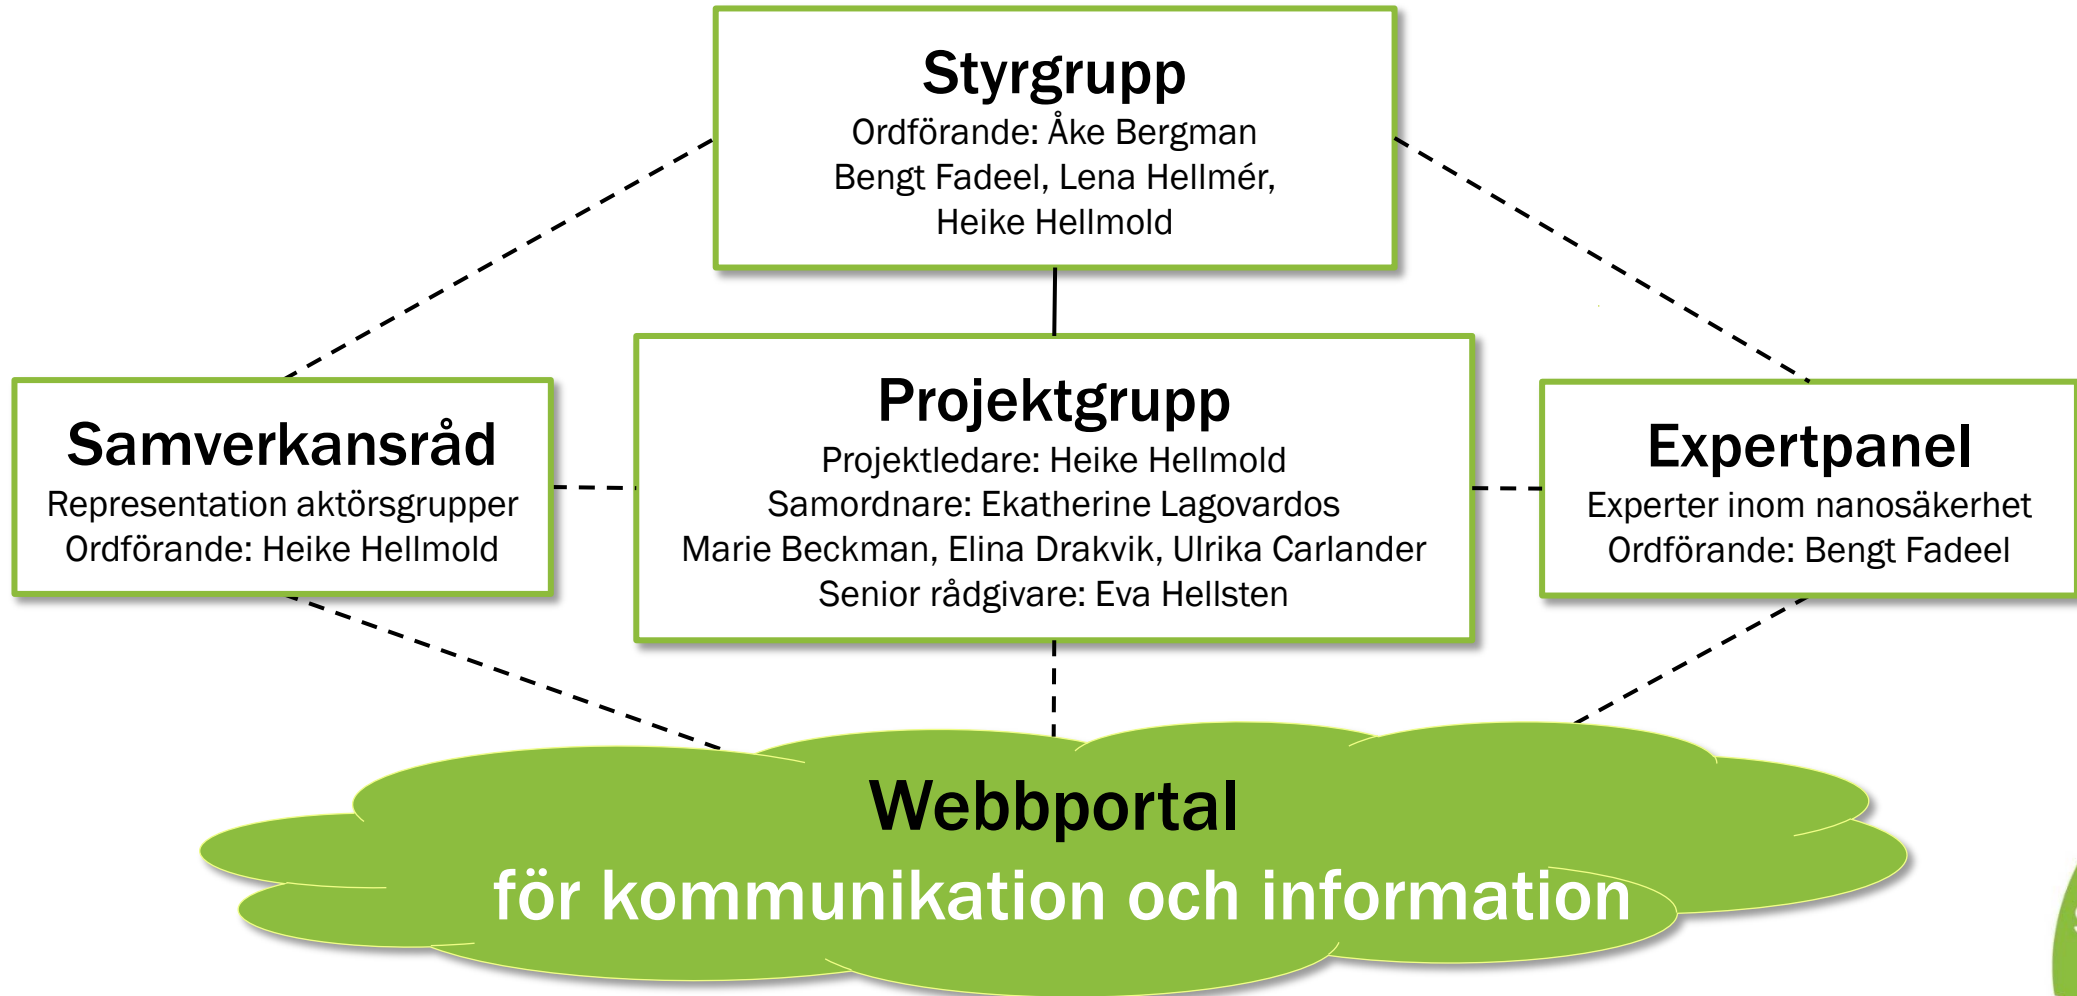 Styrgrupp
Ordförande: Åke Bergman
Bengt Fadeel, Lena Hellmér,
Heike Hellmold
Samverkansråd
Representation aktörsgrupper
Ordförande: Heike Hellmold
Projektgrupp
Projektledare: Heike Hellmold
Samordnare: Ekatherine Lagovardos
Marie Beckman, Elina Drakvik, Ulrika Carlander
Senior rådgivare: Eva Hellsten
Expertpanel
Experter inom nanosäkerhet
Ordförande: Bengt Fadeel
Webbportal
för kommunikation och information